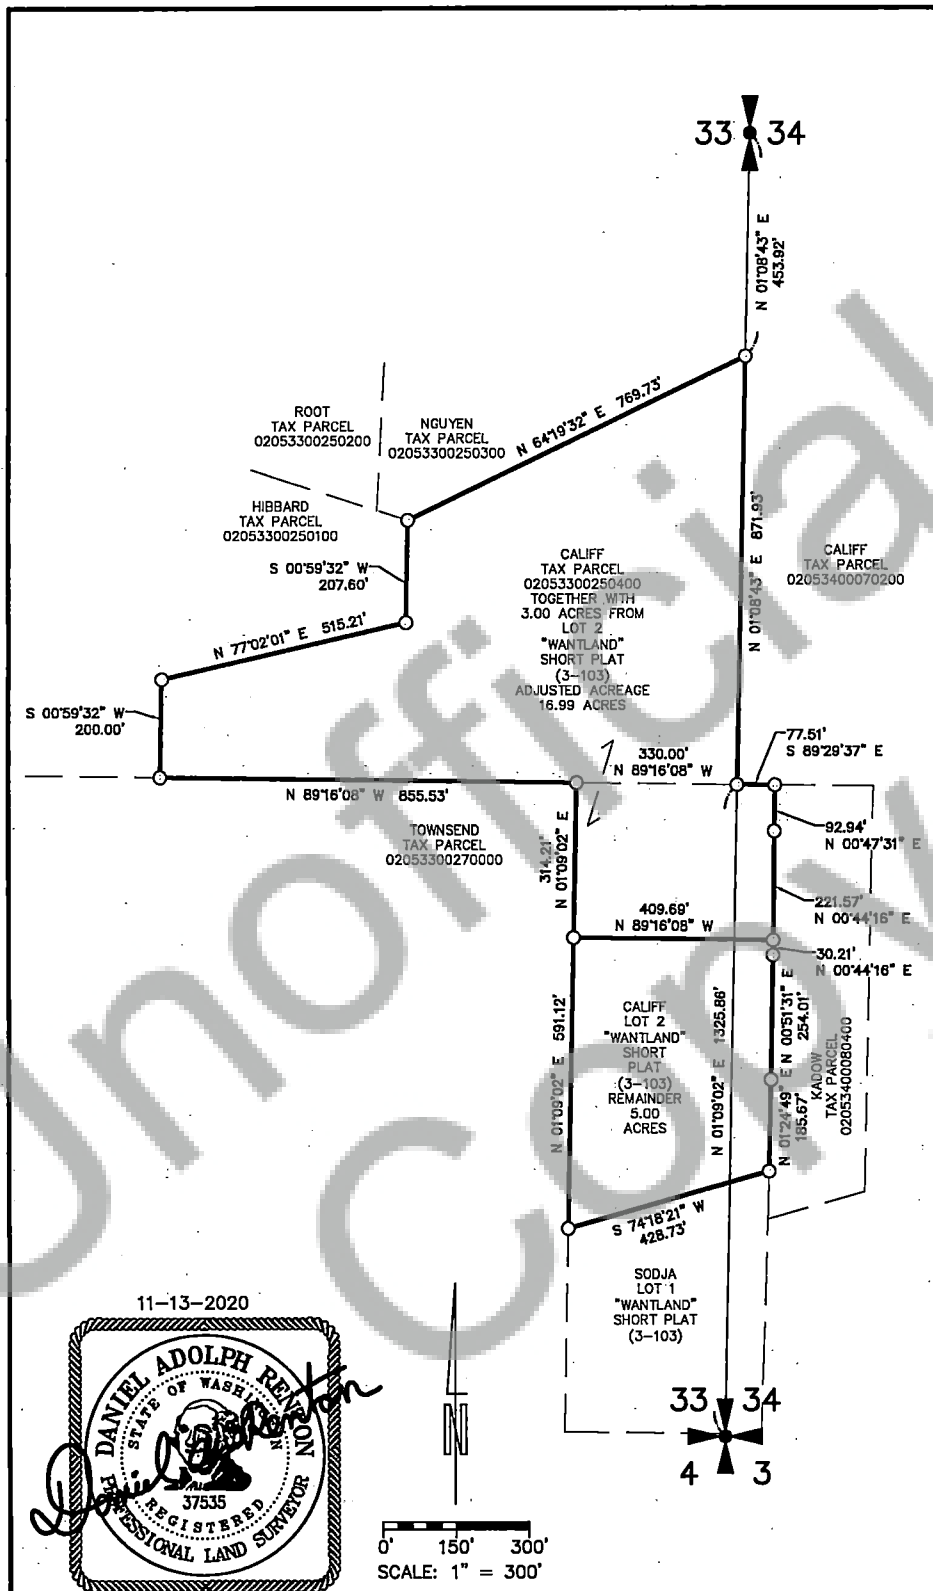 33 34
N 01°08'43" E
453.92'
N 64°19'32" E 769.73'
ROOT
TAX PARCEL
02053300250200
NGUYEN
TAX PARCEL
02053300250300
HIBBARD
TAX PARCEL
02053300250100
S 00°59'32" W
207.60'
N 77°02'01" E 515.21'
S 00°59'32" W
200.00'
CALIFF
TAX PARCEL
02053300250400
TOGETHER WITH
3.00 ACRES FROM
LOT 2
"WANTLAND"
SHORT PLAT
(3-103)
ADJUSTED ACREAGE
16.99 ACRES
N 01°08'43" E 871.93'
CALIFF
TAX PARCEL
02053400070200
77.51'
S 89°29'37" E
330.00'
N 89°16'08" W
N 89°16'08" W 855.53'
TOWNSEND
TAX PARCEL
02053300270000
314.21'
N 01°09'02" E
92.94'
N 00°47'31" E
221.57'
N 00°44'16" E
409.69'
N 89°16'08" W
30.21'
N 00°44'16" E
N 01°09'02" E 591.12'
CALIFF
LOT 2
"WANTLAND"
SHORT
PLAT
(3-103)
REMAINDER
5.00
ACRES
N 01°09'02" E 1325.86'
N 00°51'31" E
254.01'
N 01°24'49" E
185.67'
KADOW
TAX PARCEL
02053400080400
S 74°18'21" W
428.73'
SODJA
LOT 1
"WANTLAND"
SHORT PLAT
(3-103)
33 34
4 3
11-13-2020
DANIEL ADOLPH RENTON
STATE OF WASHINGTON
37535
REGISTERED
PROFESSIONAL LAND SURVEYOR
N
0' 150' 300'
SCALE: 1" = 300'
Unofficial
Copy